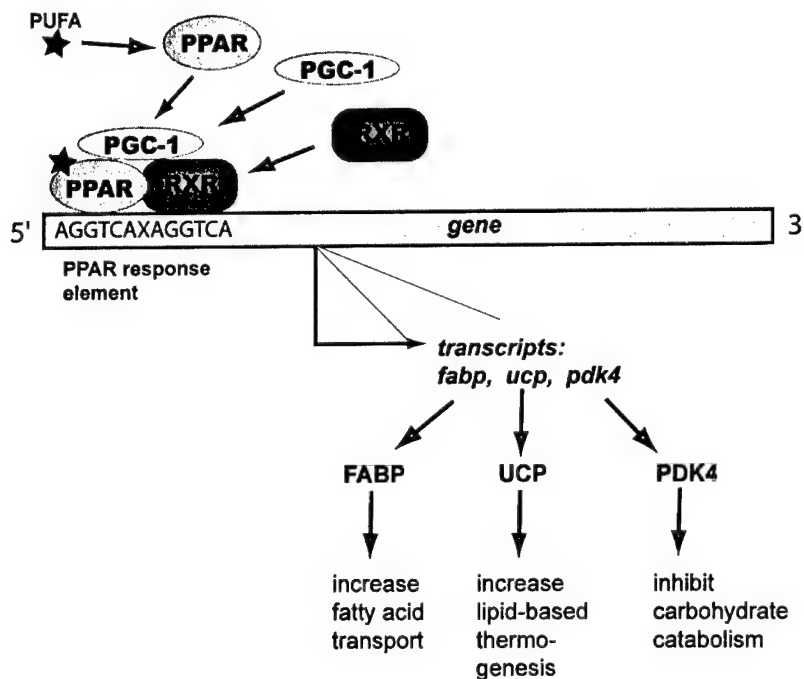 PUFA
PPAR
PGC-1
RXR
PGC-1
PPAR RXR
5' AGGTCAXAGGTCA gene 3
PPAR response
element
transcripts:
fabp, ucp, pdk4
FABP UCP PDK4
increase increase inhibit
fatty acid lipid-based carbohydrate
transport thermo- catabolism
genesis